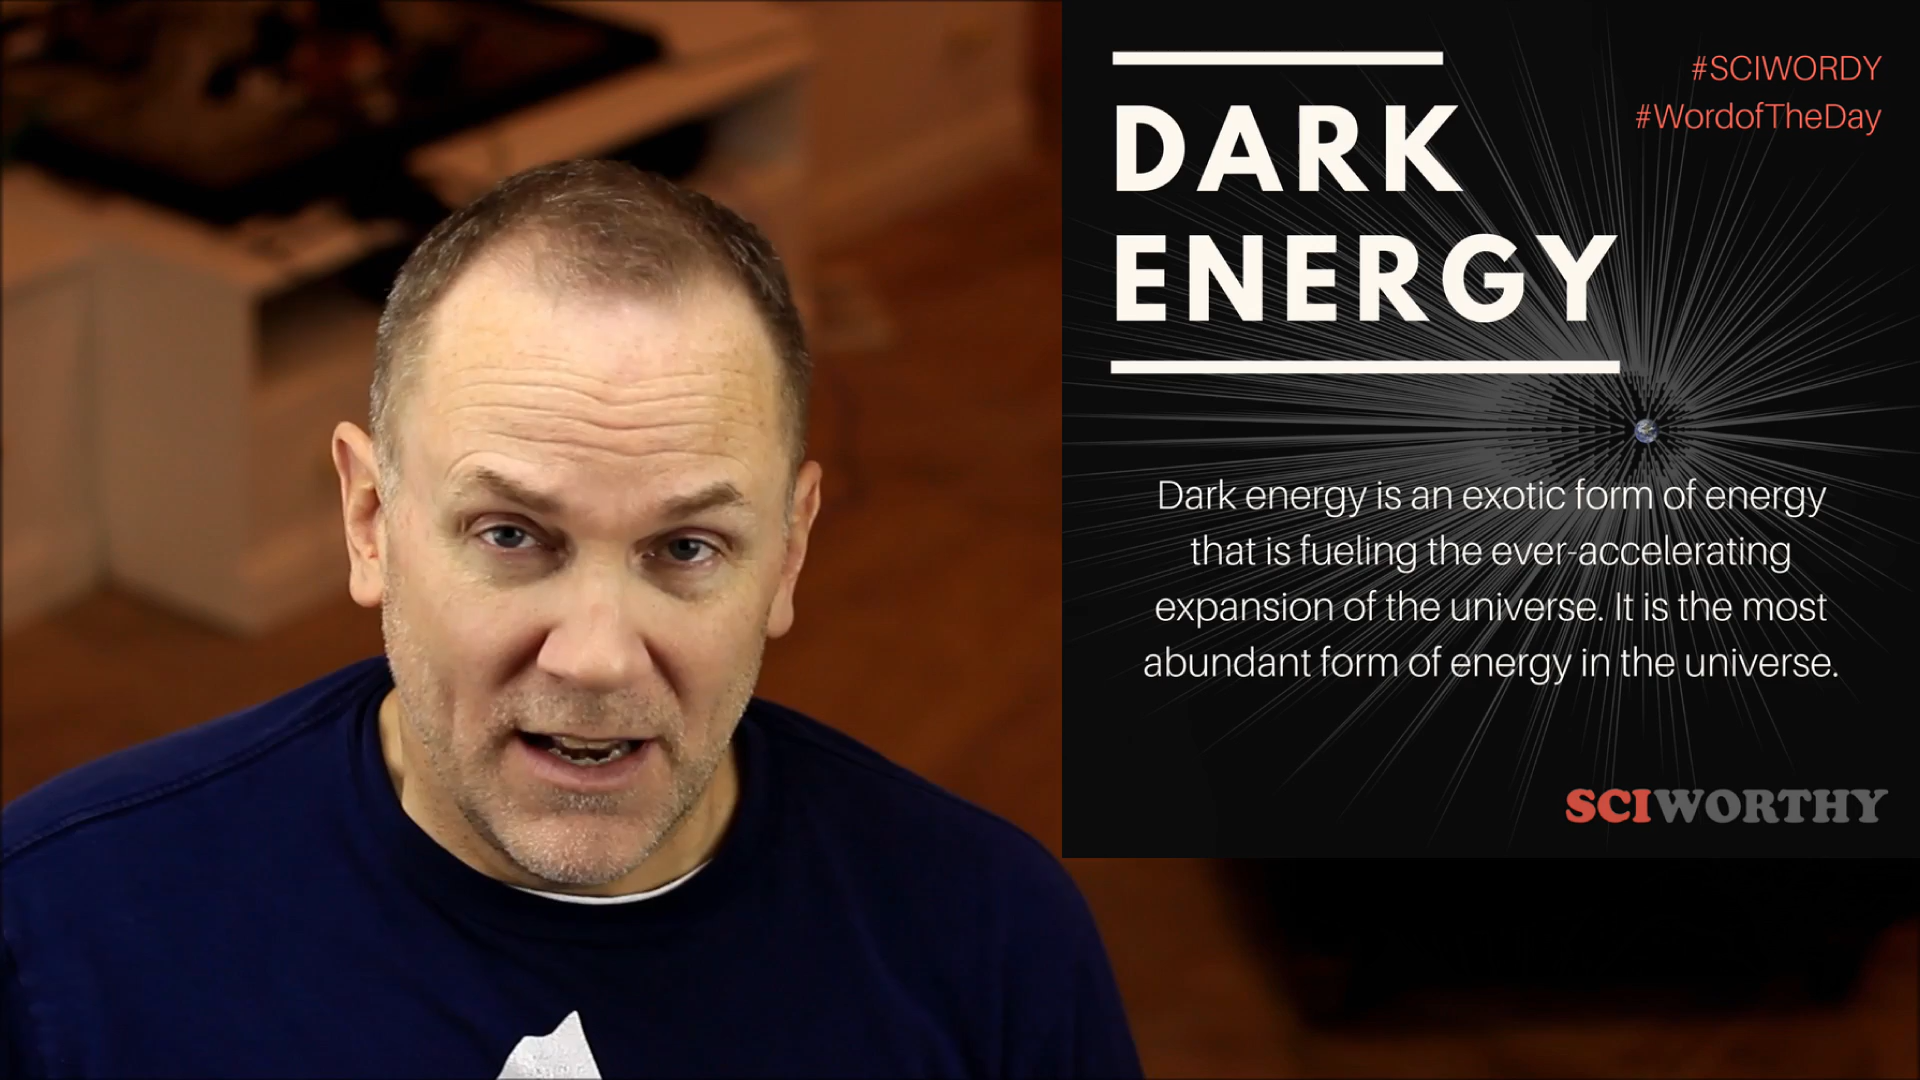 #SCIWORDY
#WordofTheDay
DARK
ENERGY
Dark energy is an exotic form of energy
that is fueling the ever-accelerating
expansion of the universe. It is the most
abundant form of energy in the universe.
SCIWORTHY